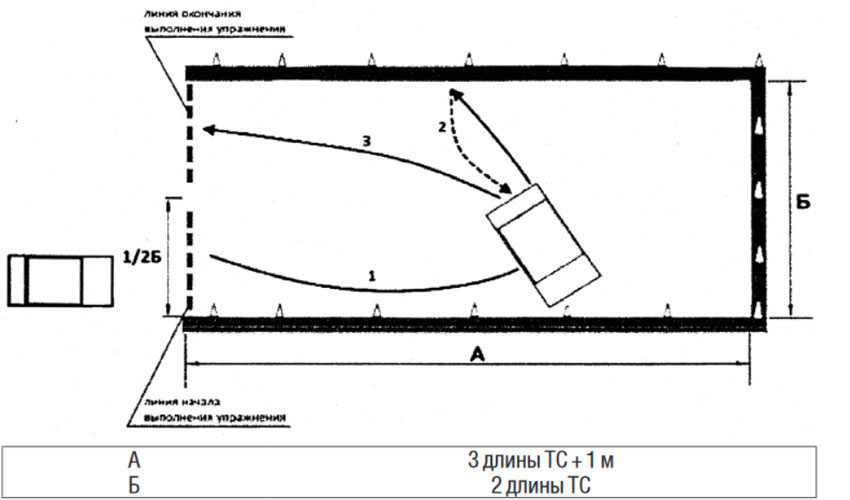 линия окончания
выполнения упражнения
2
3
Б
1/2Б
1
А
линия начала
выполнения упражнения
А 3 длины ТС + 1 м
Б 2 длины ТС